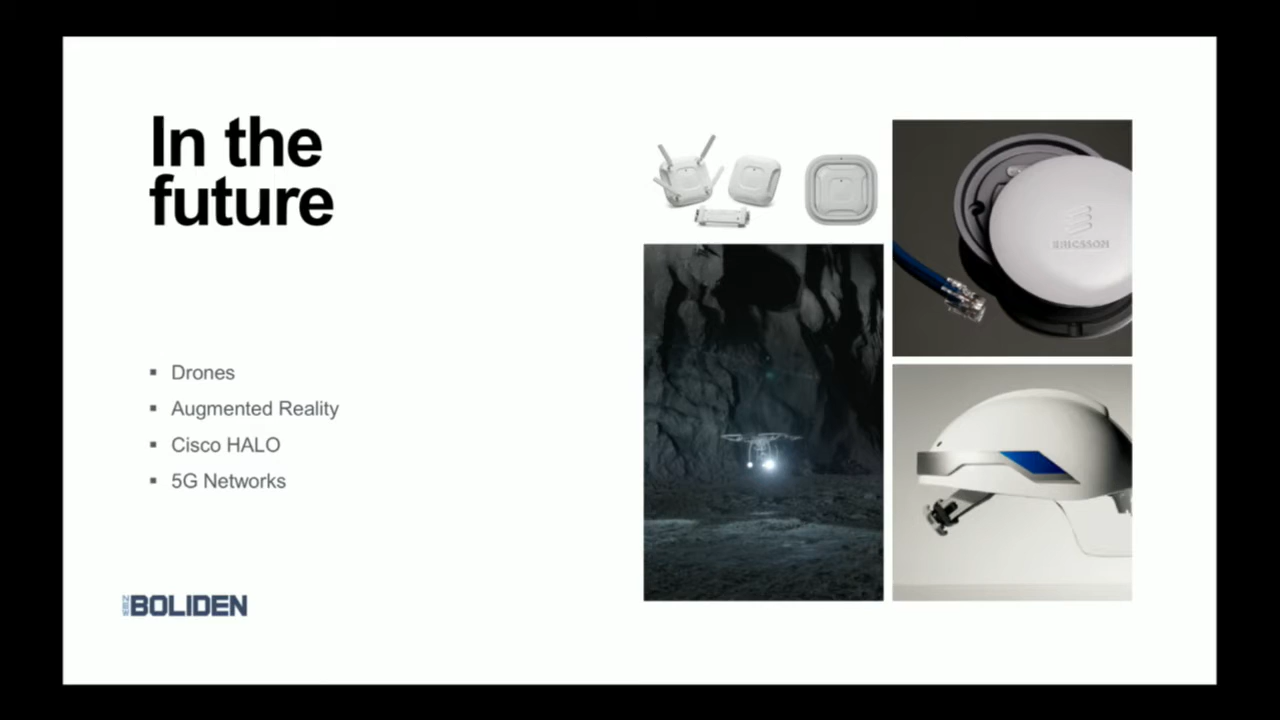 In the
future
Drones
Augmented Reality
Cisco HALO
5G Networks
BOLIDEN
ERICSSON